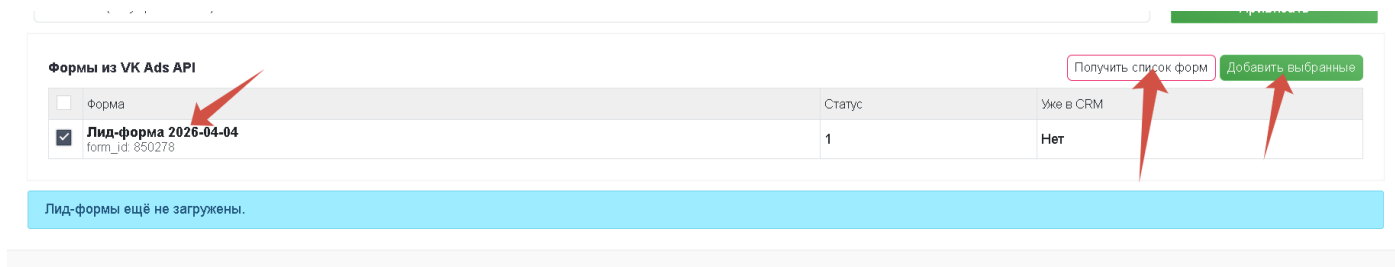 Формы из VK Ads API
Получить список форм
Добавить выбранные
Форма
Статус
Уже в CRM
Лид-форма 2026-04-04
1
Нет
form_id: 850278
Лид-формы ещё не загружены.